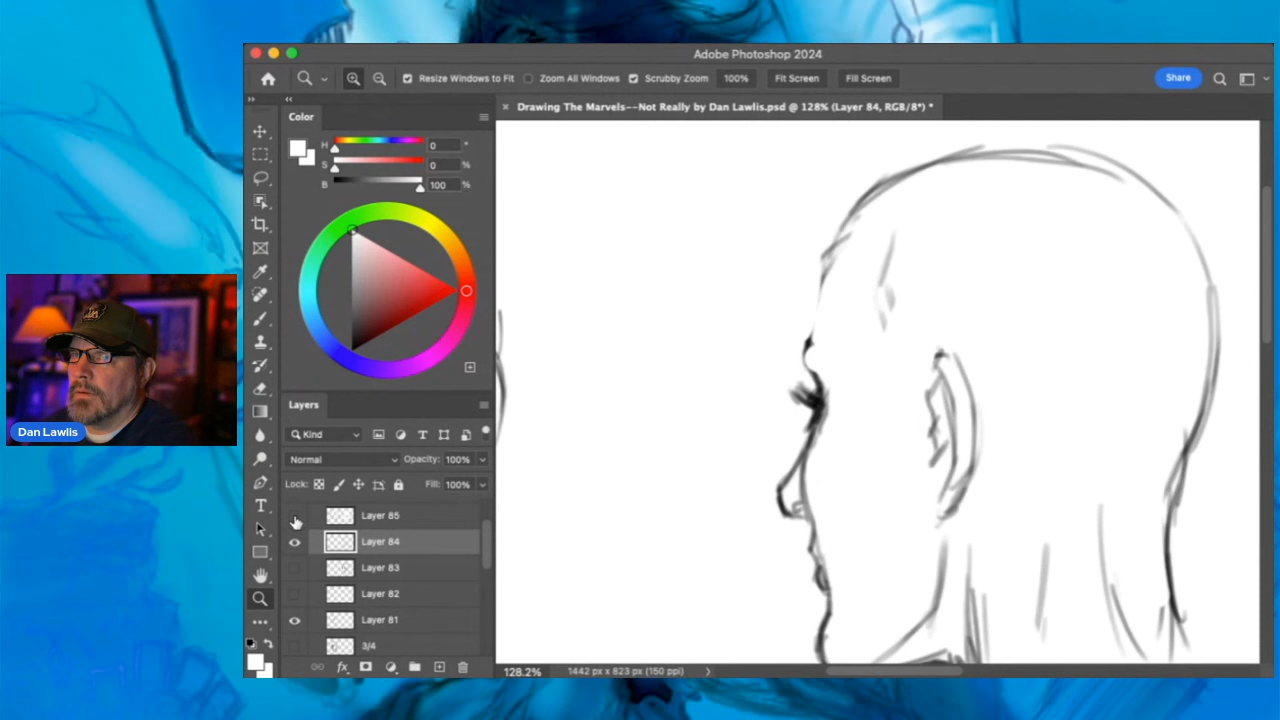 Adobe Photoshop 2024
Resize Windows to Fit Zoom All Windows Scrubby Zoom 100% Fit Screen Fill Screen Share
Color
× Drawing The Marvels--Not Really by Dan Lawlis.psd @ 128% (Layer 84, RGB/8*) *
H 0 °
S 0 %
B 100 %
Layers
Kind
Normal Opacity: 100%
Lock: Fill: 100%
Layer 85
Layer 84
Layer 83
Layer 82
Layer 81
3/4
fx
128.2% 1442 px x 823 px (150 ppi)
Dan Lawlis